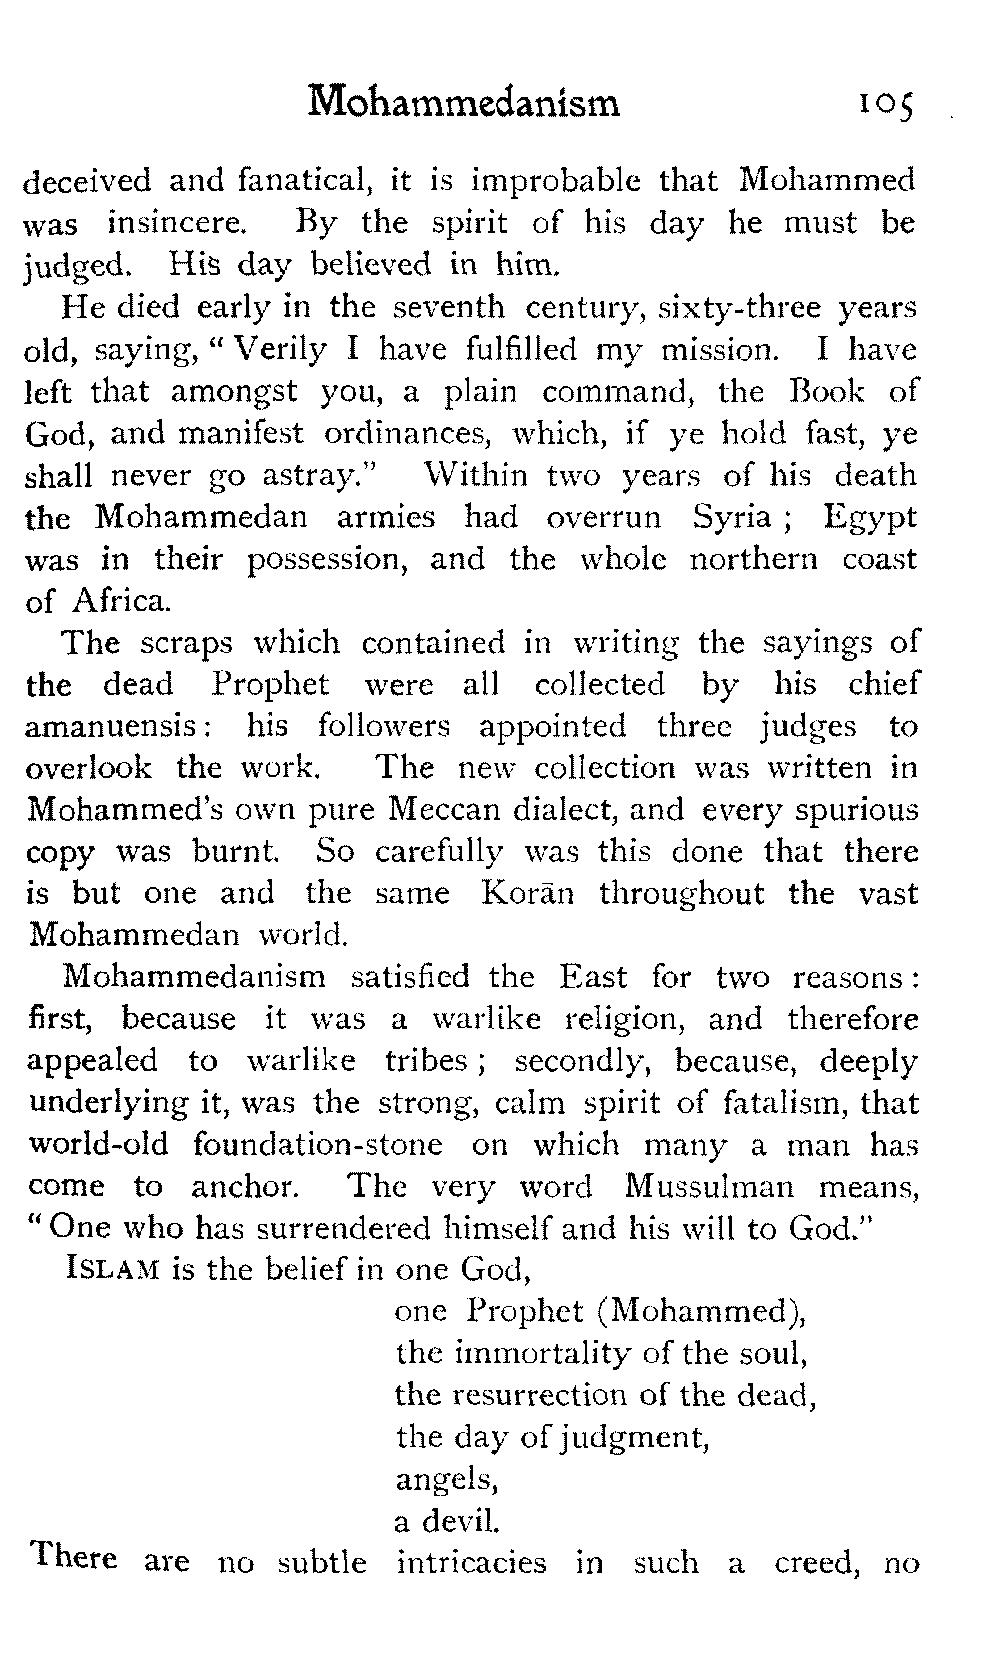 Mohammedanism 105
deceived and fanatical, it is improbable that Mohammed
was insincere. By the spirit of his day he must be
judged. His day believed in him.
He died early in the seventh century, sixty-three years
old, saying, “ Verily I have fulfilled my mission. I have
left that amongst you, a plain command, the Book of
God, and manifest ordinances, which, if ye hold fast, ye
shall never go astray.” Within two years of his death
the Mohammedan armies had overrun Syria ; Egypt
was in their possession, and the whole northern coast
of Africa.
The scraps which contained in writing the sayings of
the dead Prophet were all collected by his chief
amanuensis : his followers appointed three judges to
overlook the work. The new collection was written in
Mohammed’s own pure Meccan dialect, and every spurious
copy was burnt. So carefully was this done that there
is but one and the same Korān throughout the vast
Mohammedan world.
Mohammedanism satisfied the East for two reasons :
first, because it was a warlike religion, and therefore
appealed to warlike tribes ; secondly, because, deeply
underlying it, was the strong, calm spirit of fatalism, that
world-old foundation-stone on which many a man has
come to anchor. The very word Mussulman means,
“ One who has surrendered himself and his will to God.”
ISLAM is the belief in one God,
one Prophet (Mohammed),
the immortality of the soul,
the resurrection of the dead,
the day of judgment,
angels,
a devil.
There are no subtle intricacies in such a creed, no